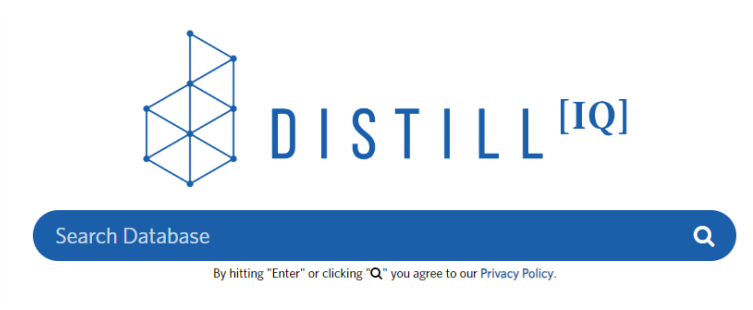 DISTILL [IQ]
Search Database
By hitting "Enter" or clicking "" you agree to our Privacy Policy.